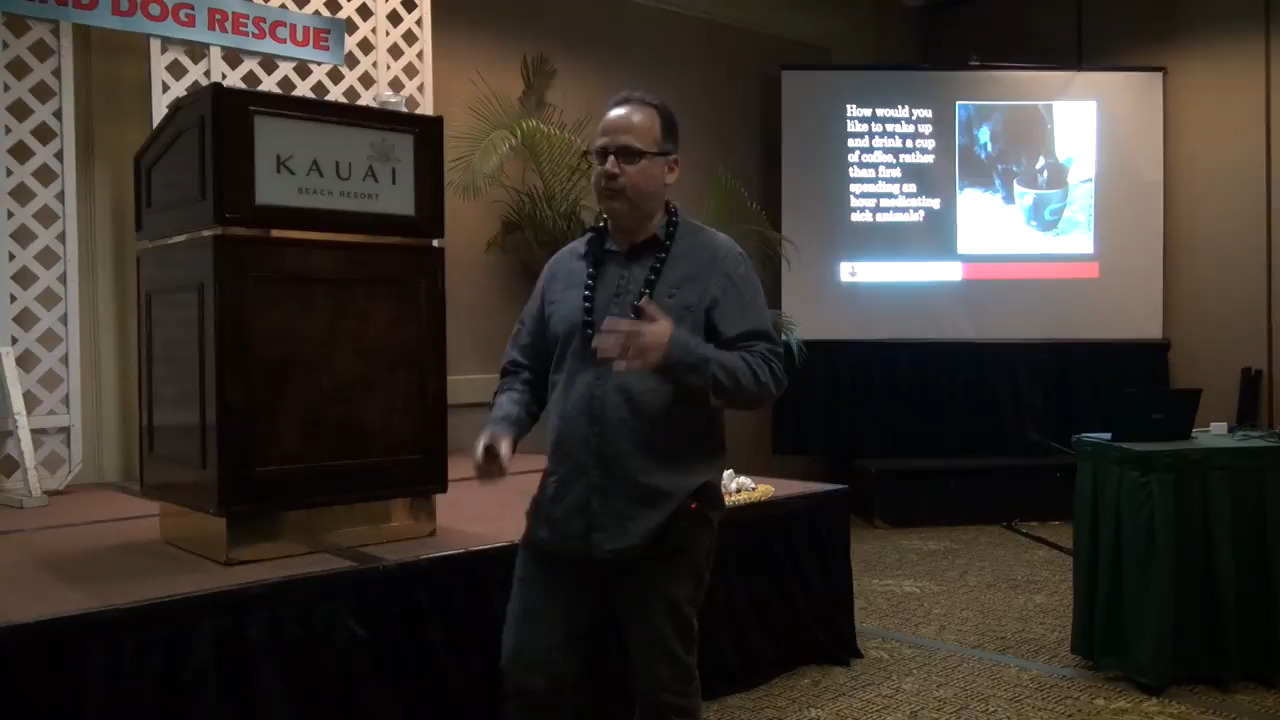 ND DOG RESCUE
KAUAI
BEACH RESORT
How would you
like to wake up
and drink a cup
of coffee, rather
than first
spending an
hour medicating
sick animals?